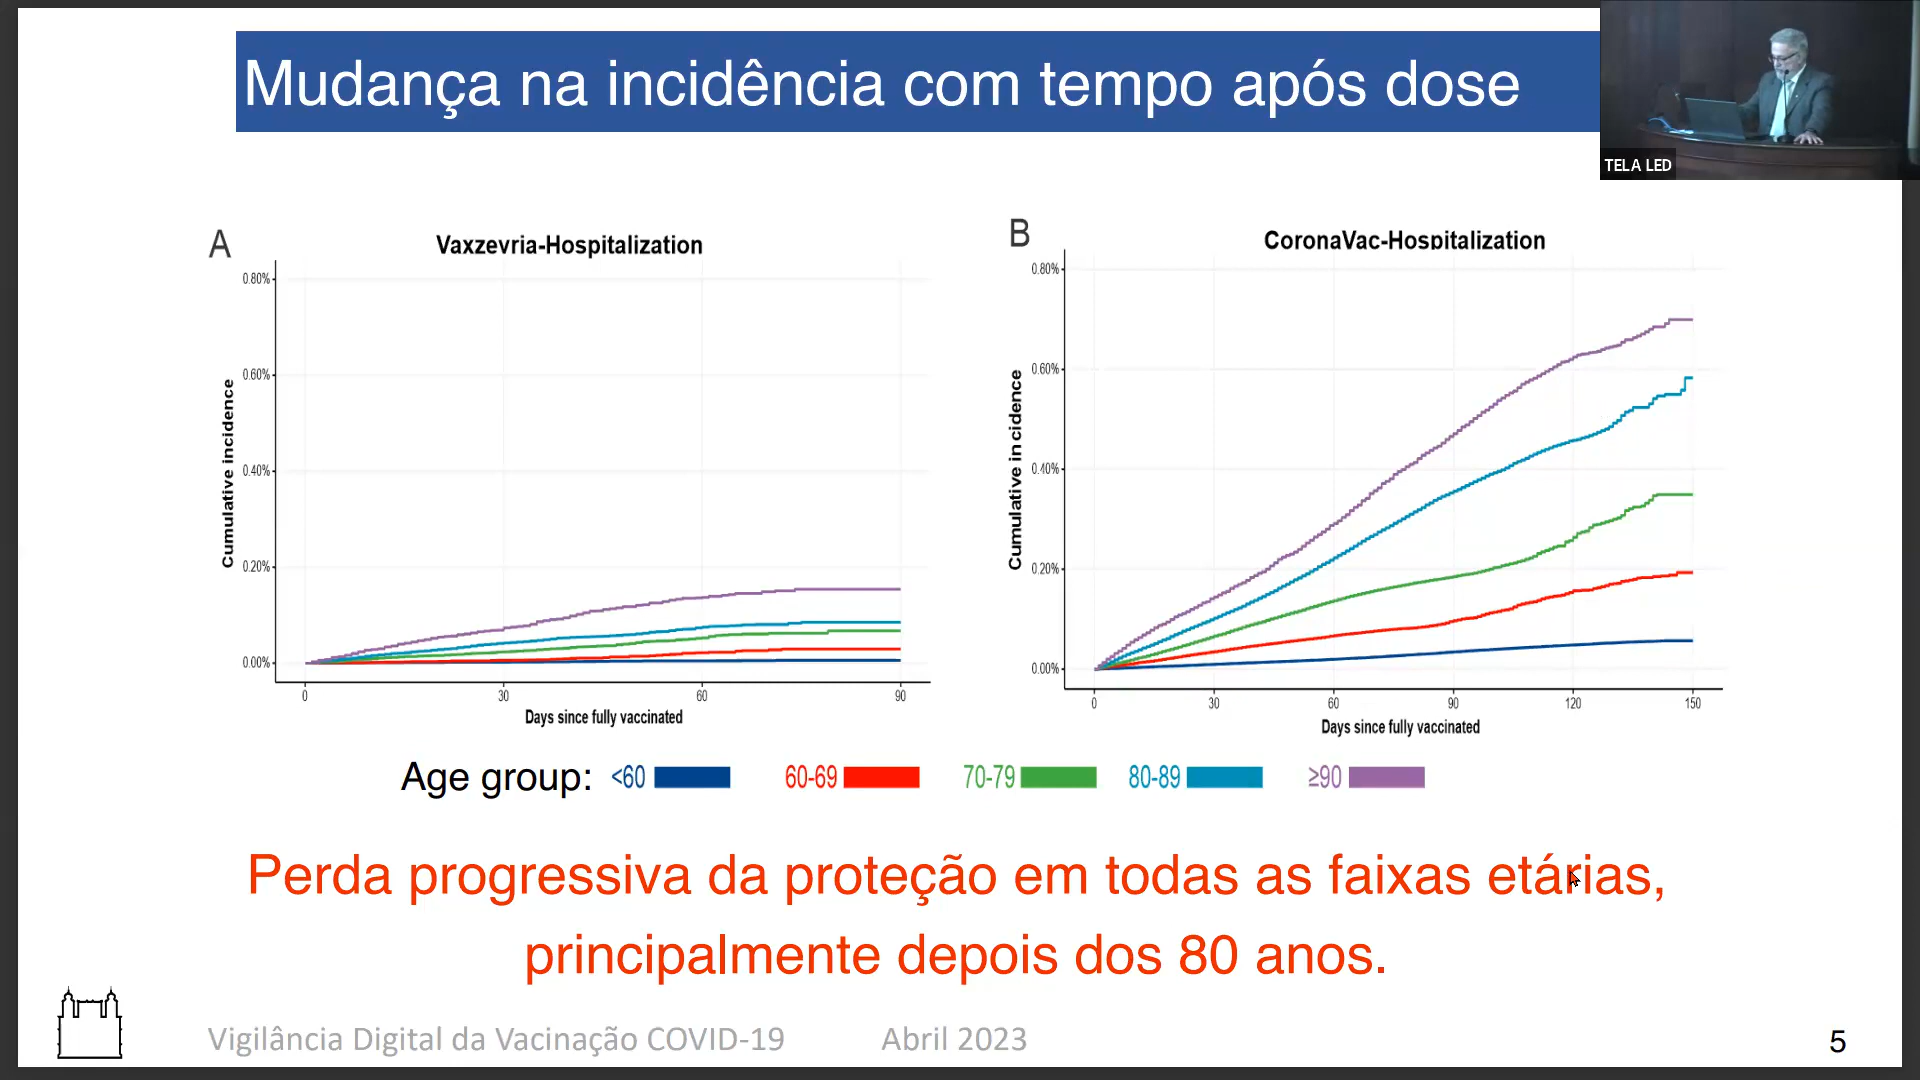 Mudança na incidência com tempo após dose
TELA LED
A
Vaxzevria-Hospitalization
0.80%
0.60%
0.40%
0.20%
0.00%
Cumulative incidence
0 30 60 90
Days since fully vaccinated
B
CoronaVac-Hospitalization
0.80%
0.60%
0.40%
0.20%
0.00%
Cumulative incidence
0 30 60 90 120 150
Days since fully vaccinated
Age group: <60 60-69 70-79 80-89 ≥90
Perda progressiva da proteção em todas as faixas etárias,
principalmente depois dos 80 anos.
Vigilância Digital da Vacinação COVID-19 Abril 2023 5